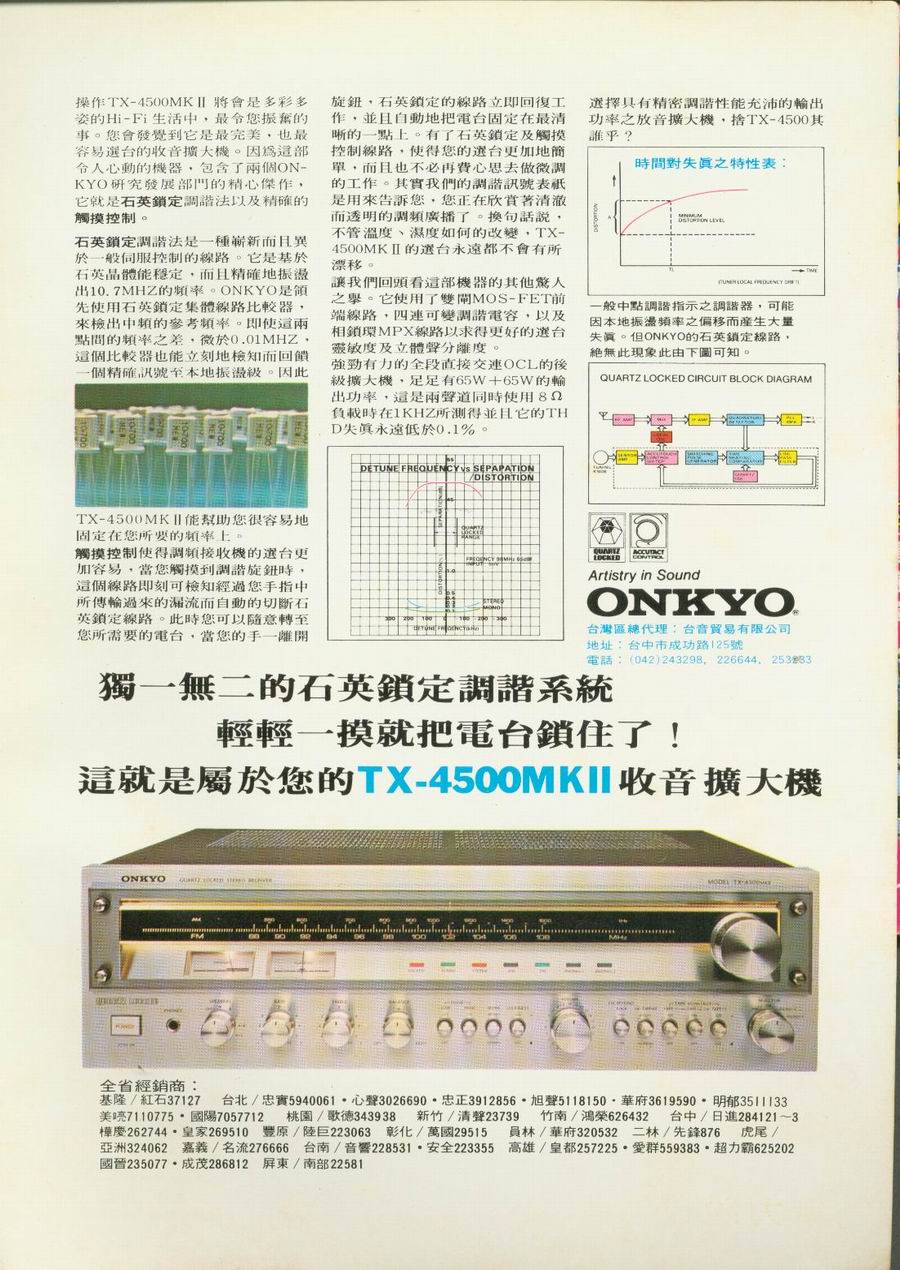 操作TX-4500MKⅡ 將會是多彩多
姿的Hi-Fi 生活中，最令您振奮的
事。您會發覺到它是最完美，也最
容易選台的收音擴大機。因為這部
令人心動的機器，包含了兩個ON-
KYO研究發展部門的精心傑作，
它就是石英鎖定調諧法以及精確的
觸摸控制。
石英鎖定調諧法是一種嶄新而且異
於一般伺服控制的線路。它是基於
石英晶體能穩定，而且精確地振盪
出10.7MHZ的頻率。ONKYO是領
先使用石英鎖定集體線路比較器，
來檢出中頻的參考頻率。即使這兩
點間的頻率之差，微於0.01MHZ，
這個比較器也能立刻地檢知而回饋
一個精確訊號至本地振盪級。因此
TX-4500MKⅡ能幫助您很容易地
固定在您所要的頻率上。
觸摸控制使得調頻接收機的選台更
加容易，當您觸摸到調諧旋鈕時，
這個線路即刻可檢知經過您手指中
所傳輸過來的漏流而自動的切斷石
英鎖定線路。此時您可以隨意轉至
您所需要的電台，當您的手一離開
旋鈕，石英鎖定的線路立即回復工
作，並且自動地把電台固定在最清
晰的一點上。有了石英鎖定及觸摸
控制線路，使得您的選台更加地簡
單，而且也不必再費心思去做微調
的工作。其實我們的調諧訊號表祇
是用來告訴您，您正在欣賞著清澈
而透明的調頻廣播了。換句話説，
不管溫度、濕度如何的改變，TX-
4500MKⅡ的選台永遠都不會有所
漂移。
讓我們回頭看這部機器的其他驚人
之舉。它使用了雙閘MOS-FET前
端線路，四連可變調諧電容，以及
相鎖環MPX線路以求得更好的選台
靈敏度及立體聲分離度。
強勁有力的全段直接交連OCL的後
級擴大機，足足有65W＋65W的輸
出功率，這是兩聲道同時使用8Ω
負載時在1KHZ所測得並且它的TH
D失眞永遠低於0.1%。
DETUNE FREQUENCY vs SEPAPATION
/DISTORTION
QUARTZ
LOCKED
RANGE
FREQENCY 98MHz 65dBf
INPUT 1mV
STEREO
MONO
300 200 100 0 100 200 300
DETUNE FREQENCY(kHz)
選擇具有精密調諧性能充沛的輸出
功率之放音擴大機，捨TX-4500其
誰乎？
時間對失眞之特性表：
DISTORTION
MINIMUM
DISTORTION LEVEL
TL
TIME
(TUNER LOCAL FREQUENCY DRIFT)
一般中點調諧指示之調諧器，可能
因本地振盪頻率之偏移而産生大量
失眞。但ONKYO的石英鎖定線路，
絶無此現象此由下圖可知。
QUARTZ LOCKED CIRCUIT BLOCK DIAGRAM
QUARTZ
LOCKED
ACCUTACT
CONTROL
Artistry in Sound
ONKYO®
台灣區總代理：台音貿易有限公司
地址：台中市成功路125號
電話：(042)243298, 226644,
獨一無二的石英鎖定調諧系統
輕輕一摸就把電台鎖住了！
這就是屬於您的TX-4500MKII收音擴大機
ONKYO QUARTZ LOCKED STEREO RECEIVER
MODEL TX-4500MKII
AM
FM 88 90 92 94 96 98 100 102 104 106 108 MHz
QUARTZ LOCKED
POWER
PHONES
全省經銷商：
基隆／紅石37127 台北／忠實5940061・心聲3026690・忠正3912856・旭聲5118150・華府3619590・明郁3511133
美喨7110775・國陽7057712 桃園／歌德343938 新竹／清聲23739 竹南／鴻榮626432 台中／日進284121～3
樺慶262744・皇家269510 豐原／陸巨223063 彰化／萬國29515 員林／華府320532 二林／先鋒876 虎尾／
亞洲324062 嘉義／名流276666 台南／音響228531・安全223355 高雄／皇都257225・愛群559383・超力霸625202
國晉235077・成茂286812 屏東／南部22581